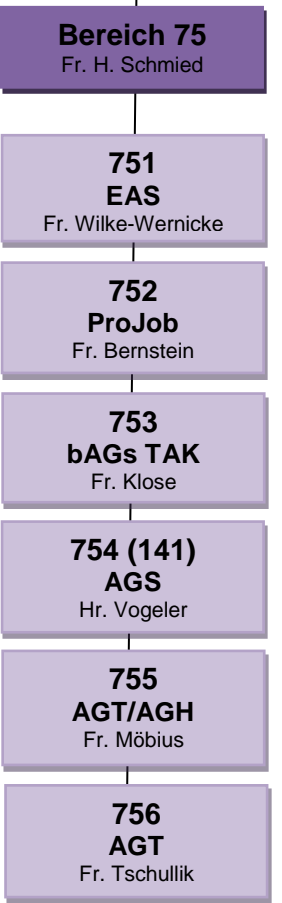 Bereich 75
Fr. H. Schmied
751
EAS
Fr. Wilke-Wernicke
752
ProJob
Fr. Bernstein
753
bAGs TAK
Fr. Klose
754 (141)
AGS
Hr. Vogeler
755
AGT/AGH
Fr. Möbius
756
AGT
Fr. Tschullik